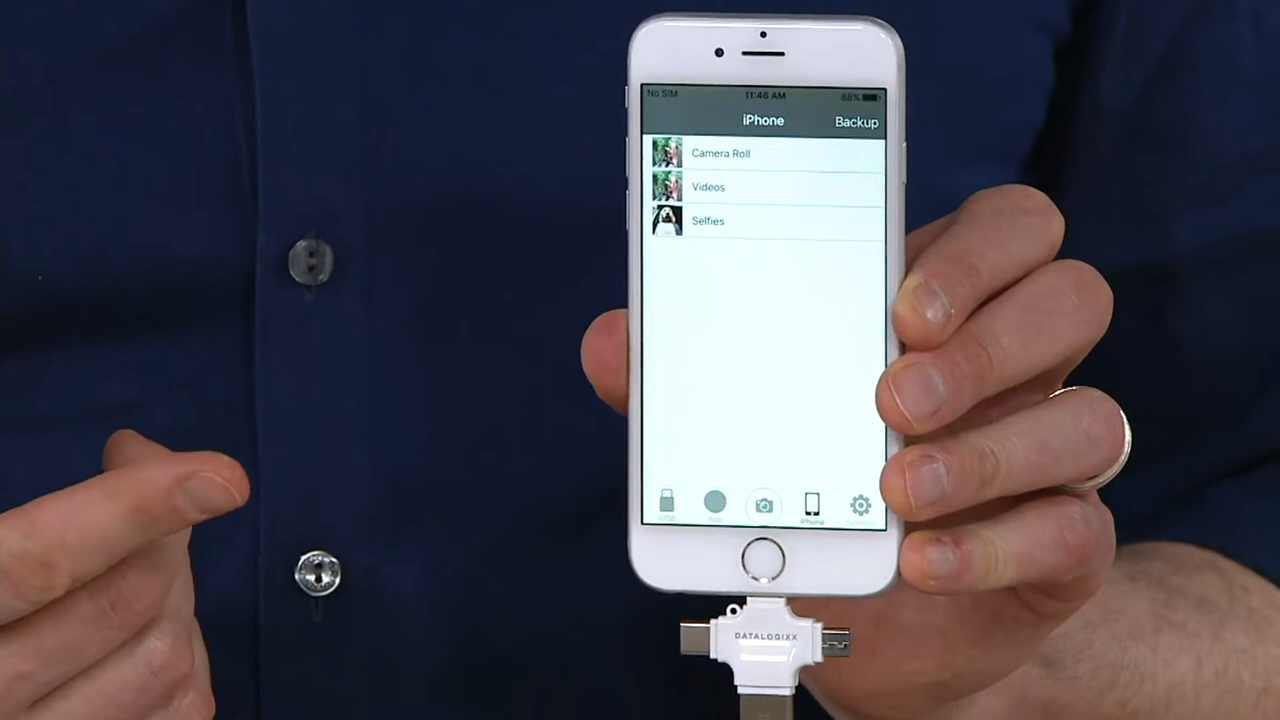 No SIM 11:46 AM 88%
iPhone Backup
Camera Roll
Videos
Selfies
iPhone
DATALOGIXX